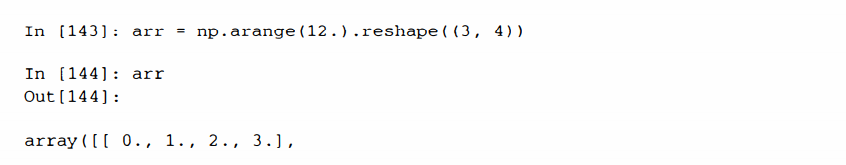 In [143]: arr = np.arange(12.).reshape((3, 4))
In [144]: arr
Out[144]:
array([[ 0., 1., 2., 3.],